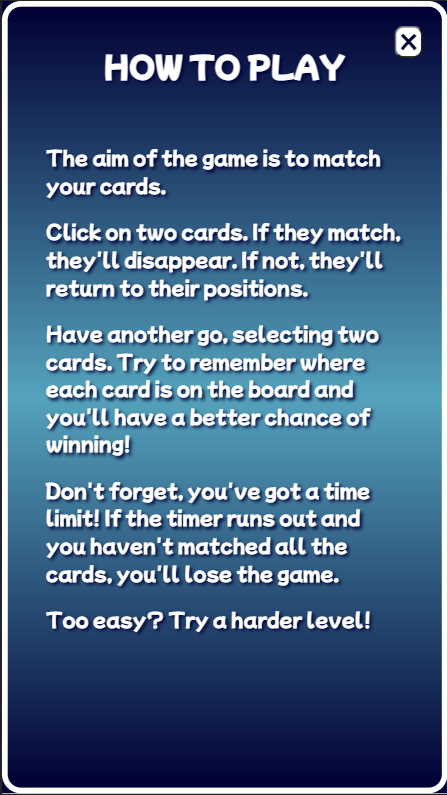 HOW TO PLAY
The aim of the game is to match
your cards.
Click on two cards. If they match,
they'll disappear. If not, they'll
return to their positions.
Have another go, selecting two
cards. Try to remember where
each card is on the board and
you'll have a better chance of
winning!
Don't forget, you've got a time
limit! If the timer runs out and
you haven't matched all the
cards, you'll lose the game.
Too easy? Try a harder level!